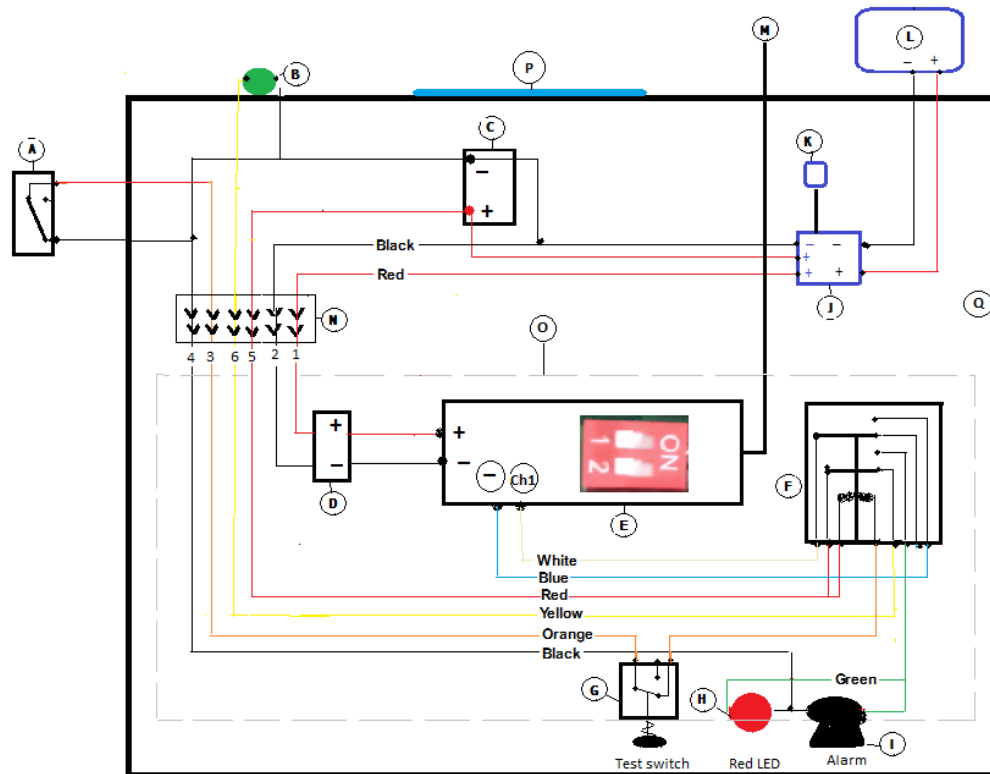 M
L
− +
B
P
A
C
−
+
K
− −
+
+ +
Black
Red
J
Q
N
O
4 3 6 5 2 1
+
−
D
+
−
− Ch1
1 2 ON
E
F
White
Blue
Red
Yellow
Orange
Black
Green
G
H
I
Test switch
Red LED
Alarm